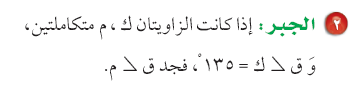 ٢ الجبر : إذا كانت الزاويتان ك ، م متكاملتين،
وَ ق ∠ ك = ١٣٥ ْ، فجد ق ∠ م.